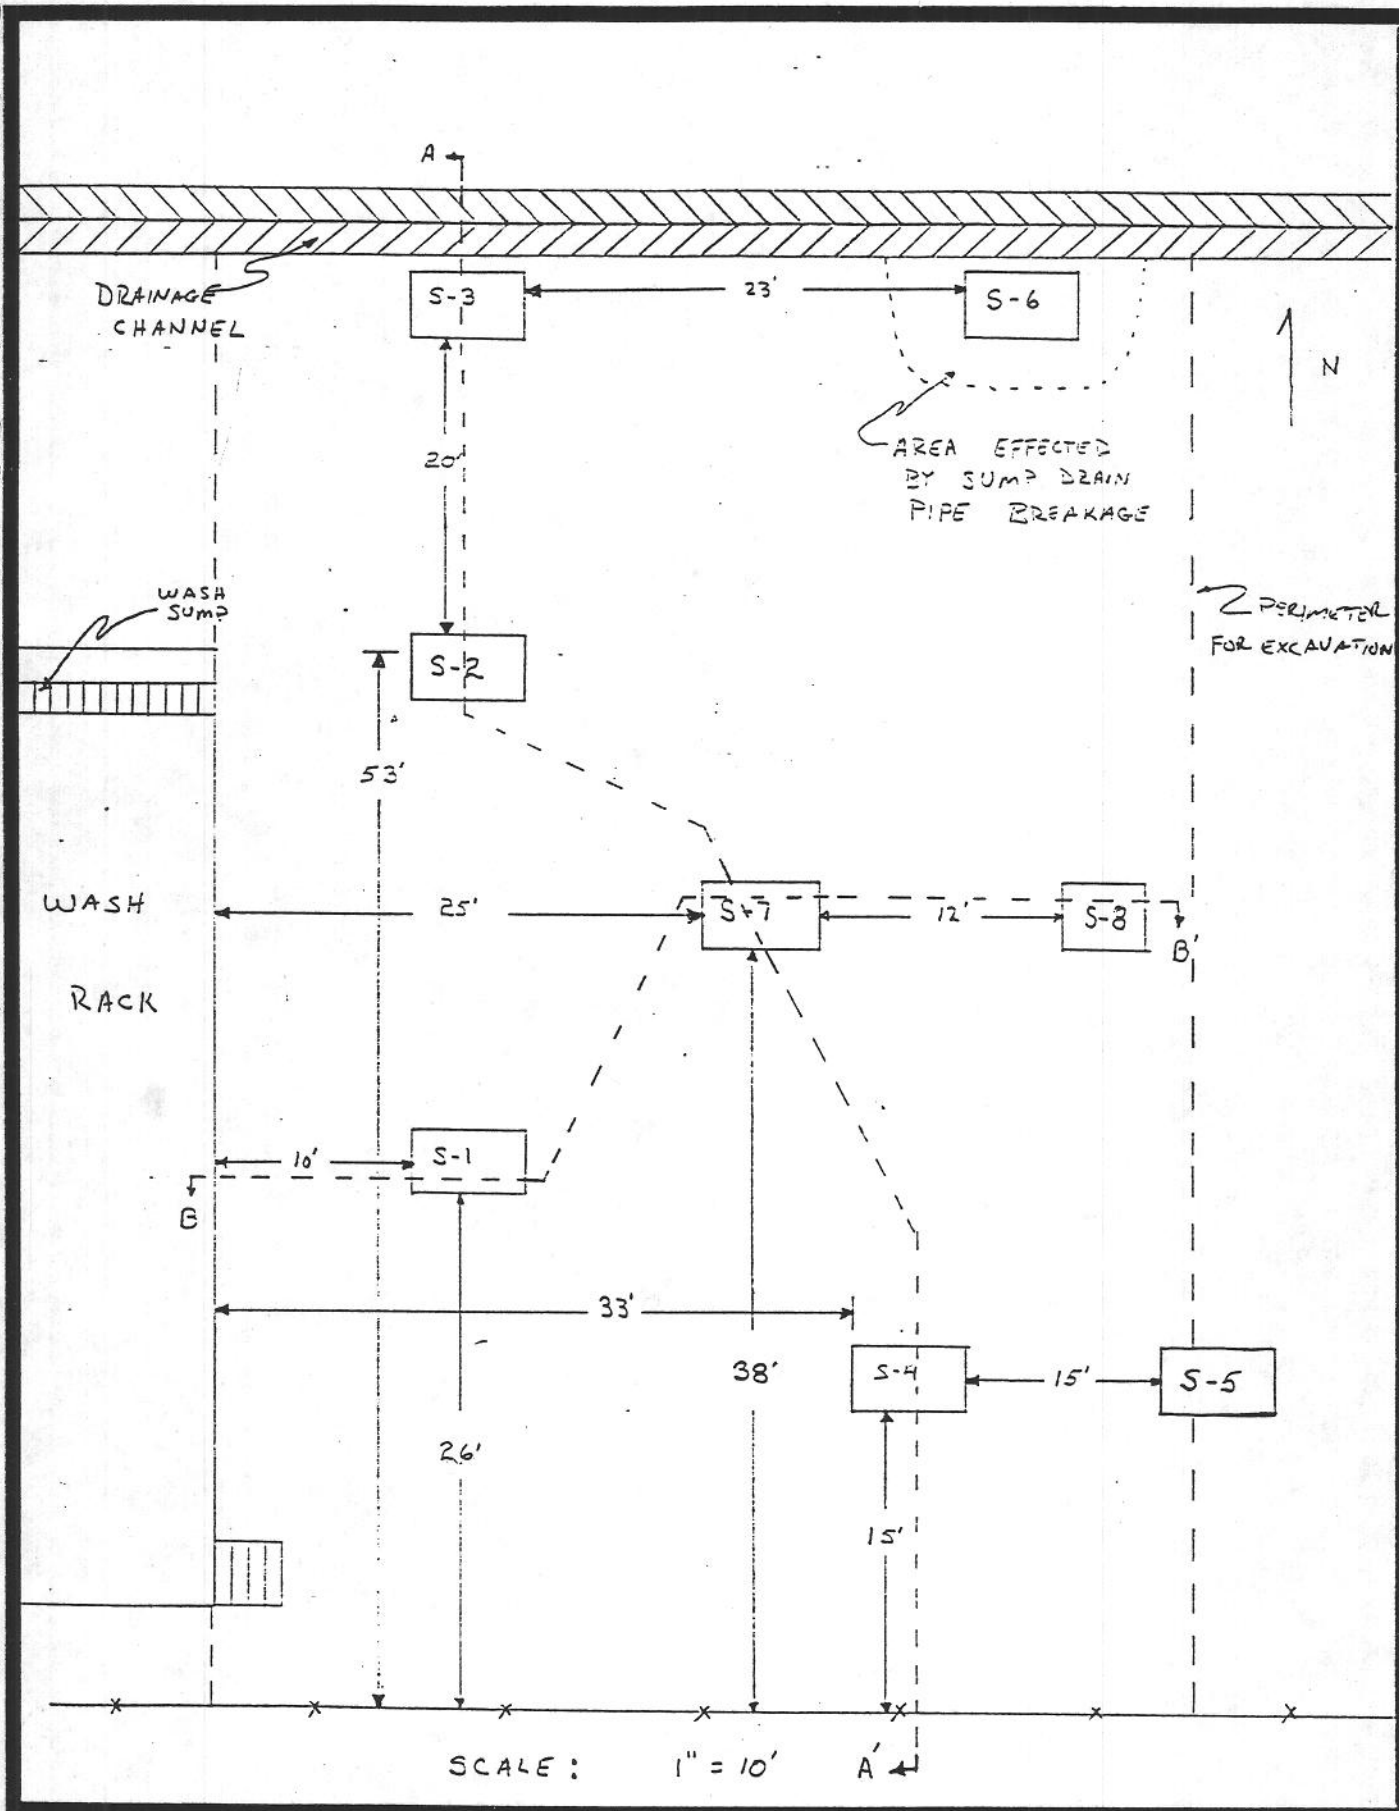 A
DRAINAGE
CHANNEL
S-3
23'
S-6
N
20'
AREA EFFECTED
BY SUMP DRAIN
PIPE BREAKAGE
WASH
SUMP
PERIMETER
FOR EXCAVATION
S-2
53'
WASH
RACK
25'
S-7
12'
S-8
B'
10'
S-1
B
33'
38'
S-4
15'
S-5
26'
15'
SCALE: 1" = 10'
A'